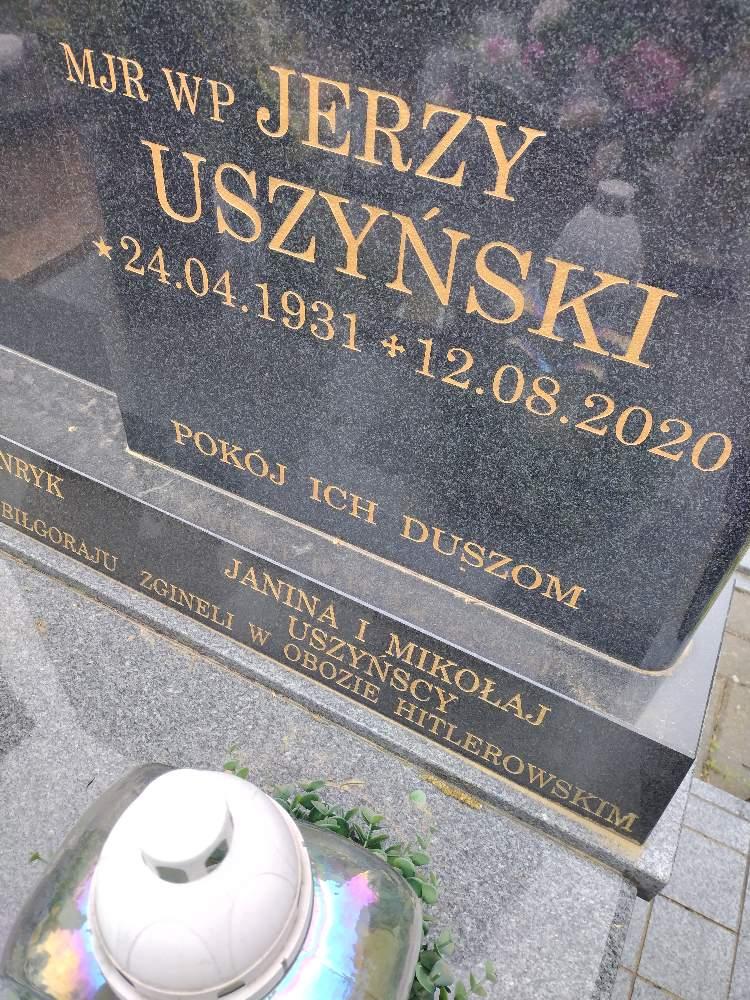 MJR WP JERZY
USZYŃSKI
*24.04.1931 ✢12.08.2020
POKÓJ ICH DUSZOM
NRYK
BIŁGORAJU
JANINA I MIKOŁAJ
USZYŃSCY
ZGINELI W OBOZIE HITLEROWSKIM